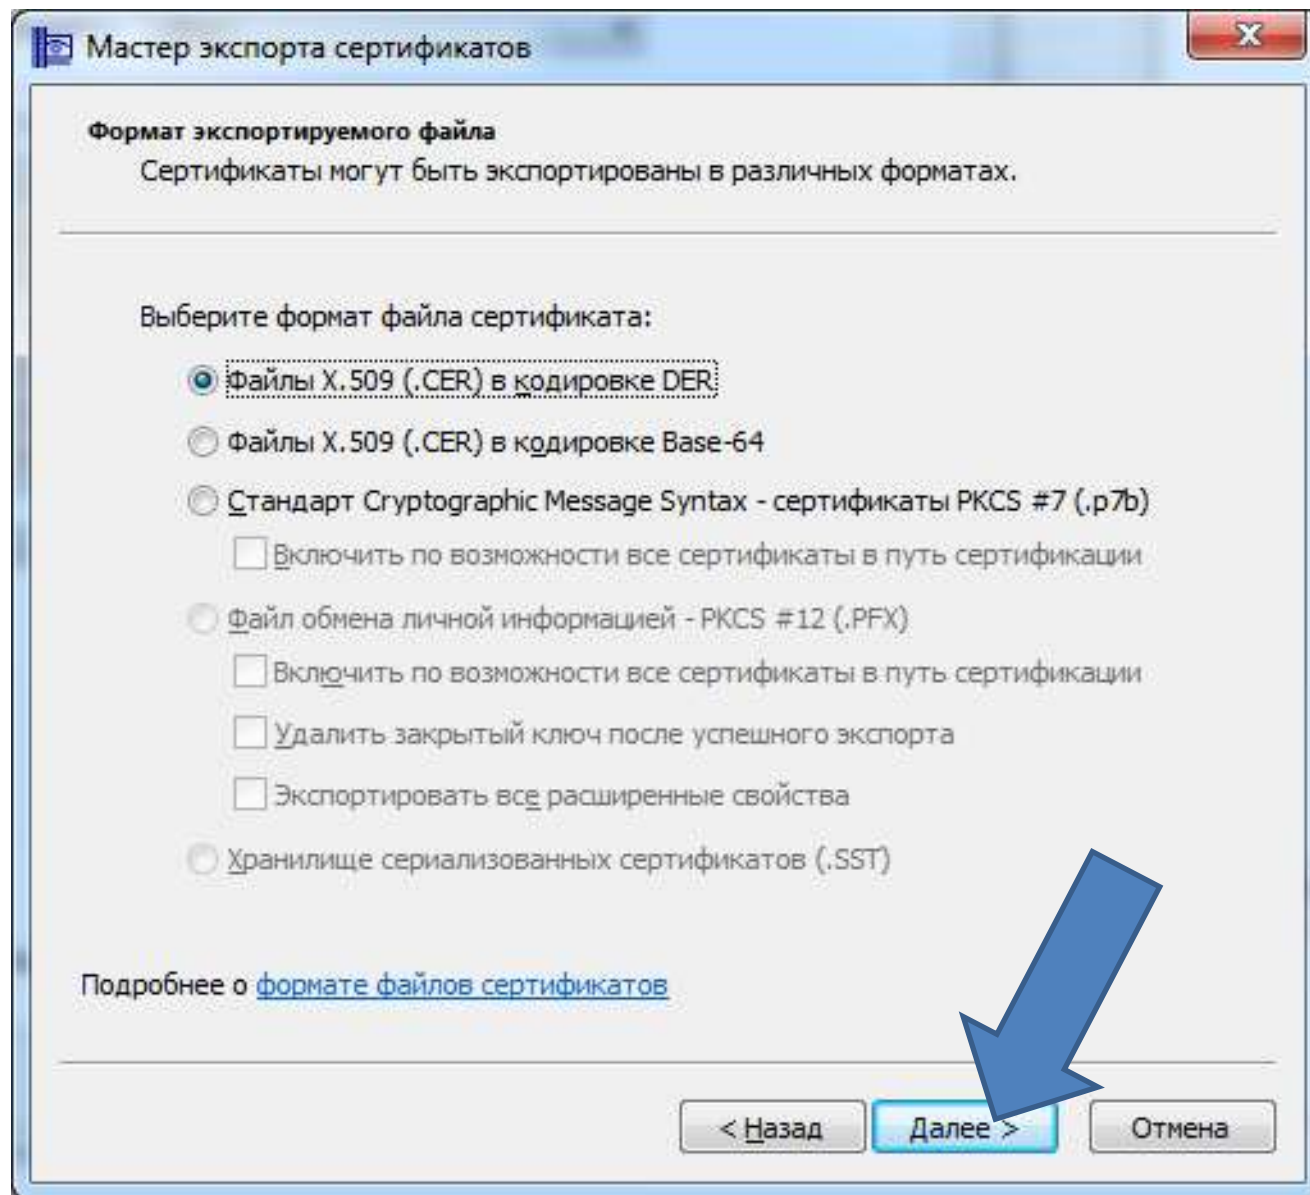 Мастер экспорта сертификатов
Формат экспортируемого файла
Сертификаты могут быть экспортированы в различных форматах.
Выберите формат файла сертификата:
Файлы X.509 (.CER) в кодировке DER
Файлы X.509 (.CER) в кодировке Base-64
Стандарт Cryptographic Message Syntax - сертификаты PKCS #7 (.p7b)
Включить по возможности все сертификаты в путь сертификации
Файл обмена личной информацией - PKCS #12 (.PFX)
Включить по возможности все сертификаты в путь сертификации
Удалить закрытый ключ после успешного экспорта
Экспортировать все расширенные свойства
Хранилище сериализованных сертификатов (.SST)
Подробнее о формате файлов сертификатов
< Назад Далее > Отмена